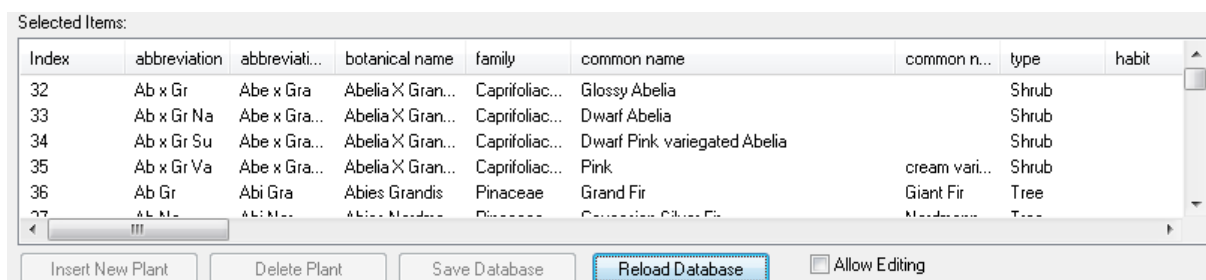 Selected Items:
Index abbreviation abbreviati... botanical name family common name common n... type habit
32 Ab x Gr Abe x Gra Abelia X Gran... Caprifoliac... Glossy Abelia Shrub
33 Ab x Gr Na Abe x Gra... Abelia X Gran... Caprifoliac... Dwarf Abelia Shrub
34 Ab x Gr Su Abe x Gra... Abelia X Gran... Caprifoliac... Dwarf Pink variegated Abelia Shrub
35 Ab x Gr Va Abe x Gra... Abelia X Gran... Caprifoliac... Pink cream vari... Shrub
36 Ab Gr Abi Gra Abies Grandis Pinaceae Grand Fir Giant Fir Tree
Insert New Plant Delete Plant Save Database Reload Database Allow Editing